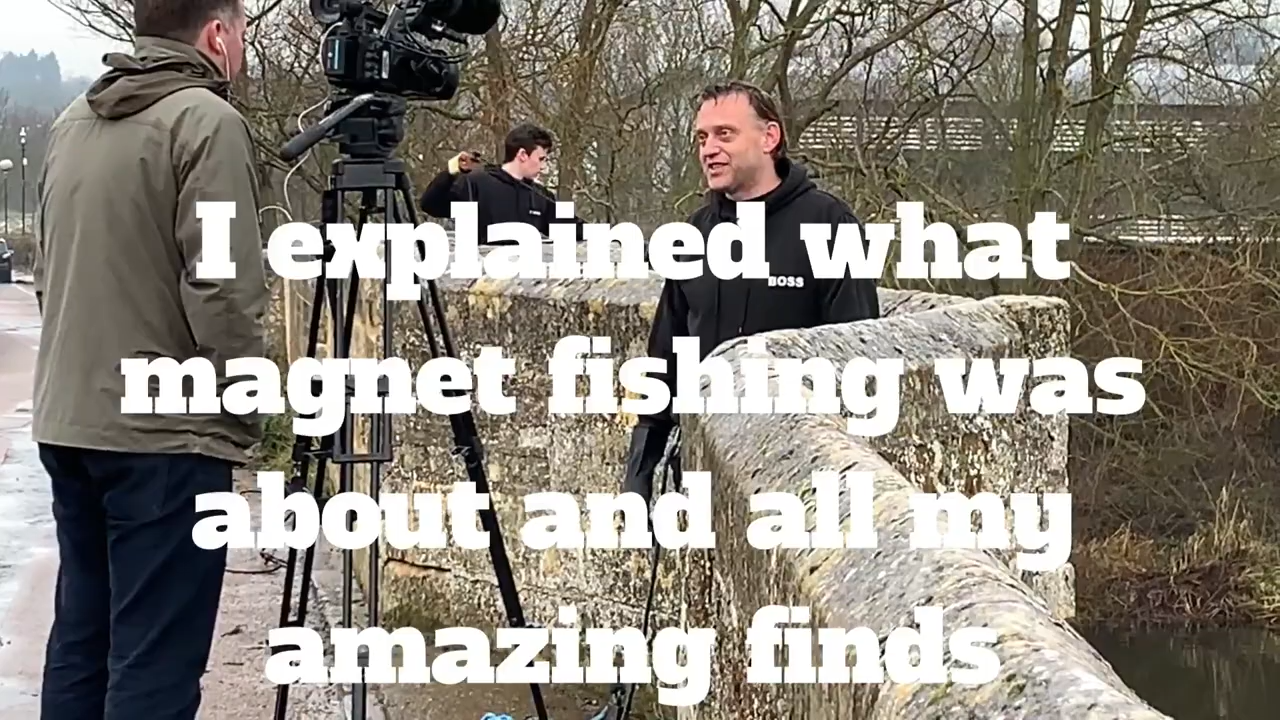 I explained what
BOSS
magnet fishing was
about and all my
amazing finds